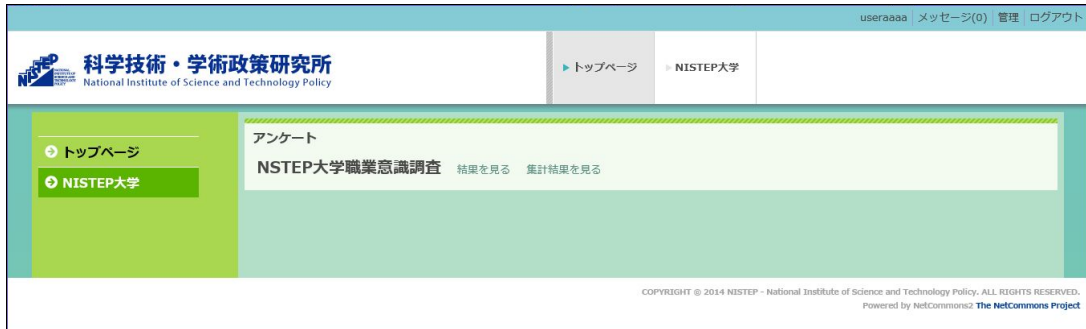 useraaaa メッセージ(0) 管理 ログアウト
NISTEP
科学技術・学術政策研究所
National Institute of Science and Technology Policy
トップページ
NISTEP大学
トップページ
NISTEP大学
アンケート
NSTEP大学職業意識調査 結果を見る 集計結果を見る
COPYRIGHT © 2014 NISTEP - National Institute of Science and Technology Policy. ALL RIGHTS RESERVED.
Powered by NetCommons2 The NetCommons Project